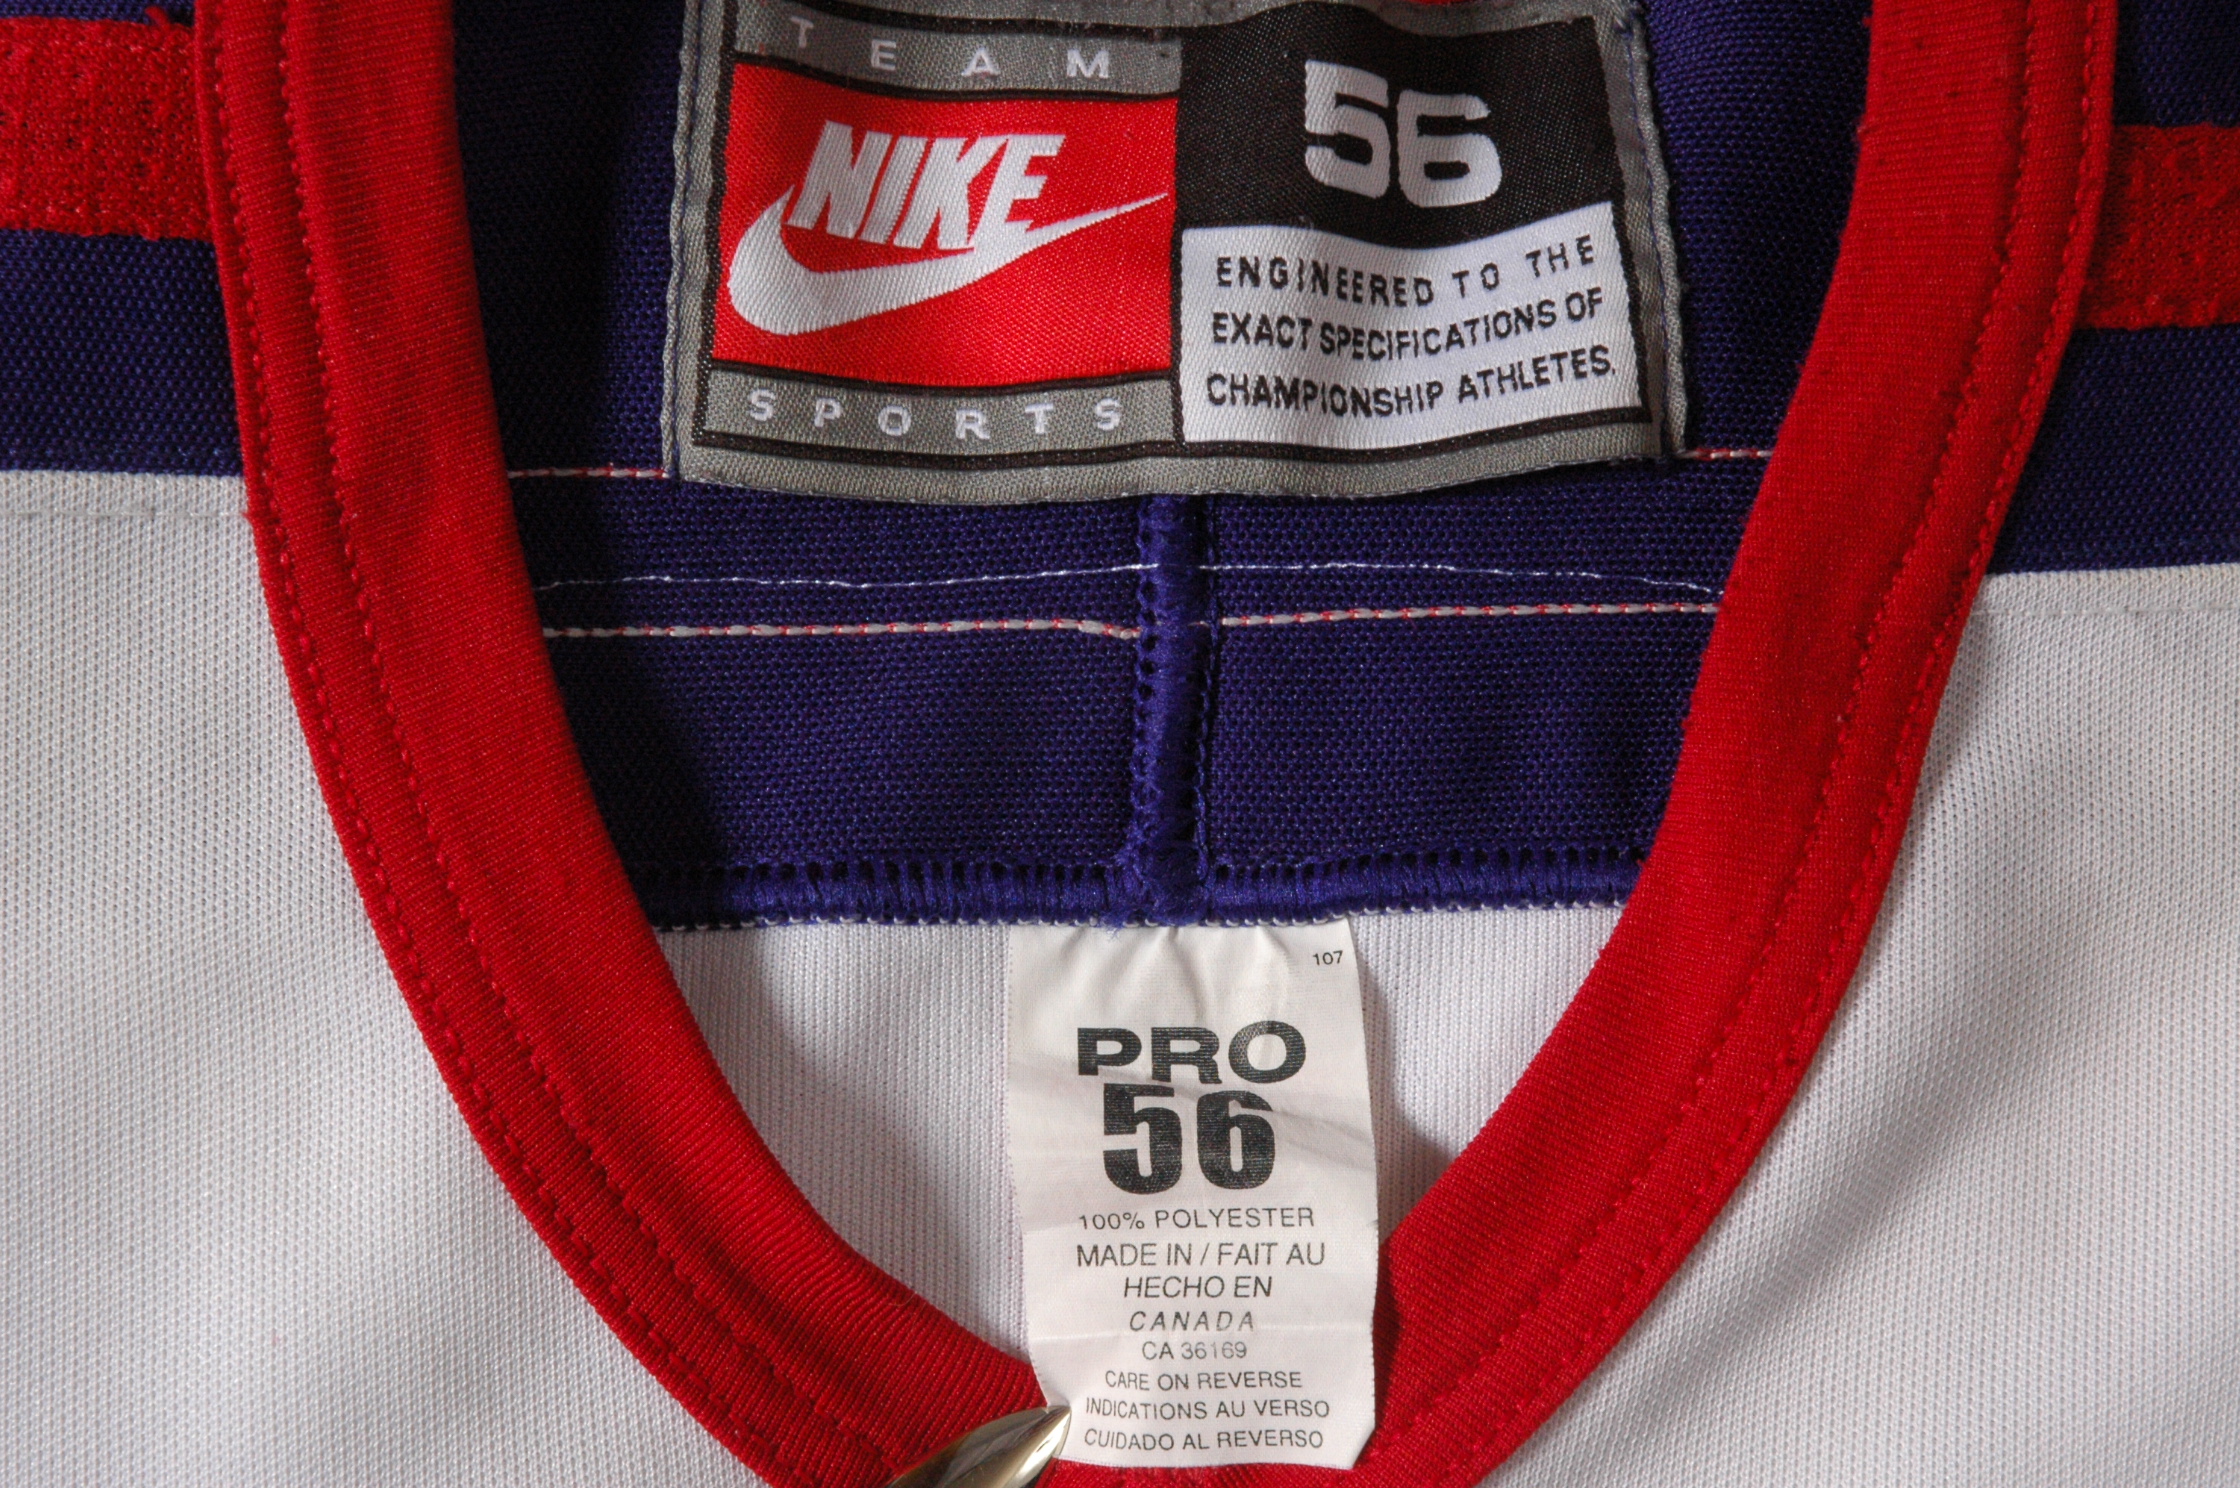 TEAM
NIKE
SPORTS
56
ENGINEERED TO THE
EXACT SPECIFICATIONS OF
CHAMPIONSHIP ATHLETES.
107
PRO
56
100% POLYESTER
MADE IN / FAIT AU
HECHO EN
CANADA
CA 36169
CARE ON REVERSE
INDICATIONS AU VERSO
CUIDADO AL REVERSO